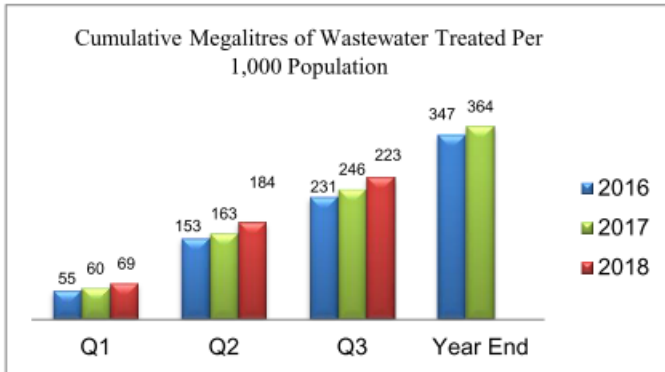 Cumulative Megalitres of Wastewater Treated Per
1,000 Population
347 364
231 246 223
153 163 184
55 60 69
2016
2017
2018
Q1 Q2 Q3 Year End